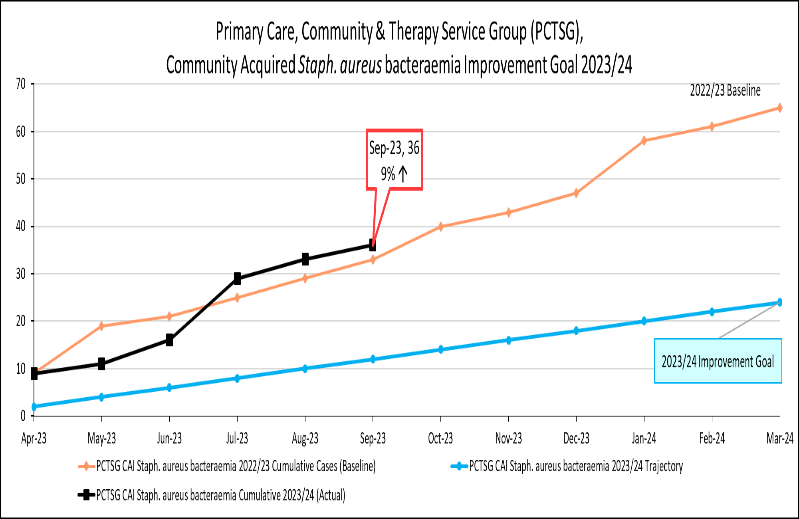 Primary Care, Community & Therapy Service Group (PCTSG),
Community Acquired Staph. aureus bacteraemia Improvement Goal 2023/24
70
60
50
40
30
20
10
0
2022/23 Baseline
Sep-23, 36
9% ↑
2023/24 Improvement Goal
Apr-23 May-23 Jun-23 Jul-23 Aug-23 Sep-23 Oct-23 Nov-23 Dec-23 Jan-24 Feb-24 Mar-24
PCTSG CAI Staph. aureus bacteraemia 2022/23 Cumulative Cases (Baseline) PCTSG CAI Staph. aureus bacteraemia 2023/24 Trajectory
PCTSG CAI Staph. aureus bacteraemia Cumulative 2023/24 (Actual)